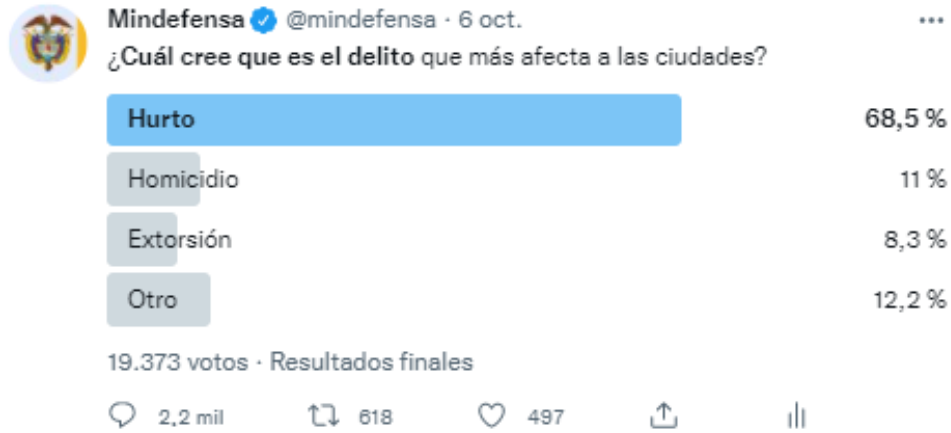 Mindefensa @mindefensa · 6 oct.
¿Cuál cree que es el delito que más afecta a las ciudades?
Hurto 68,5 %
Homicidio 11 %
Extorsión 8,3 %
Otro 12,2 %
19.373 votos · Resultados finales
2,2 mil 618 497